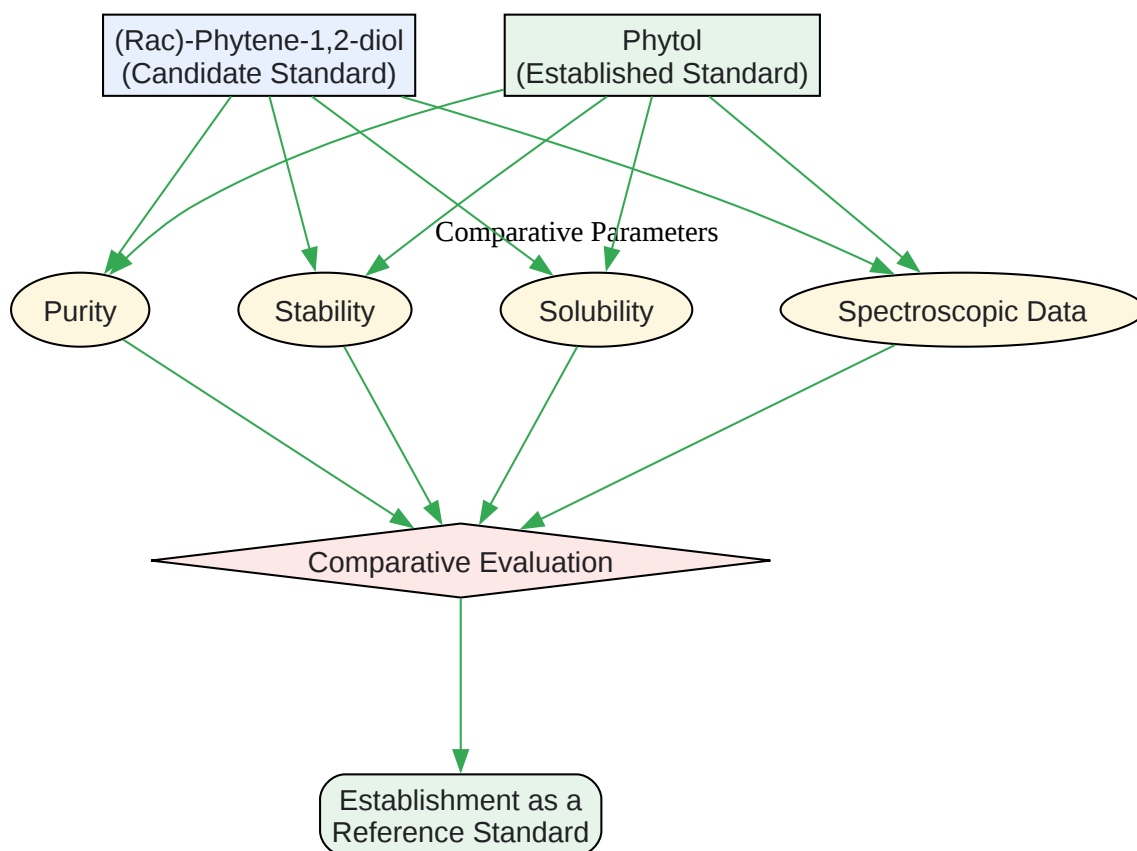 (Rac)-Phytene-1,2-diol
(Candidate Standard)
Phytol
(Established Standard)
Comparative Parameters
Purity
Stability
Solubility
Spectroscopic Data
Comparative Evaluation
Establishment as a
Reference Standard